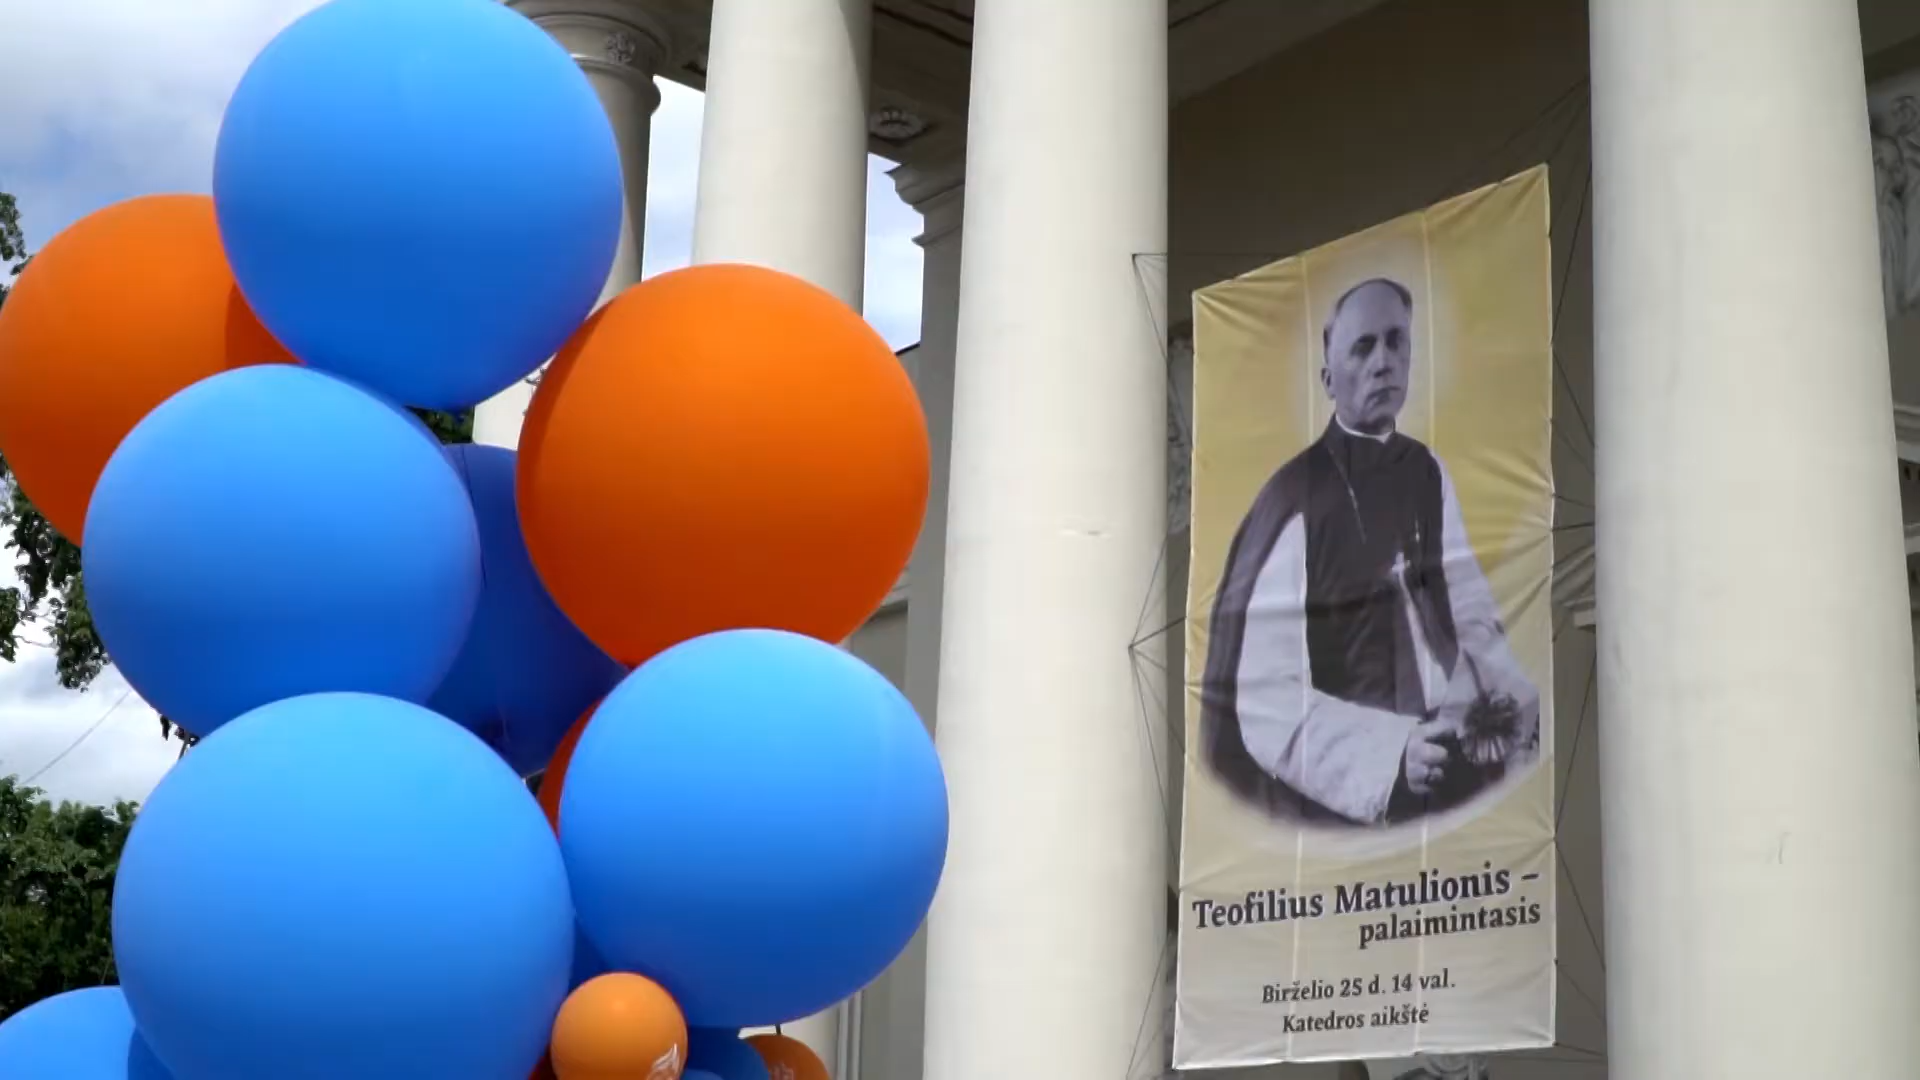 Teofilius Matulionis –
palaimintasis
Birželio 25 d. 14 val.
Katedros aikštė